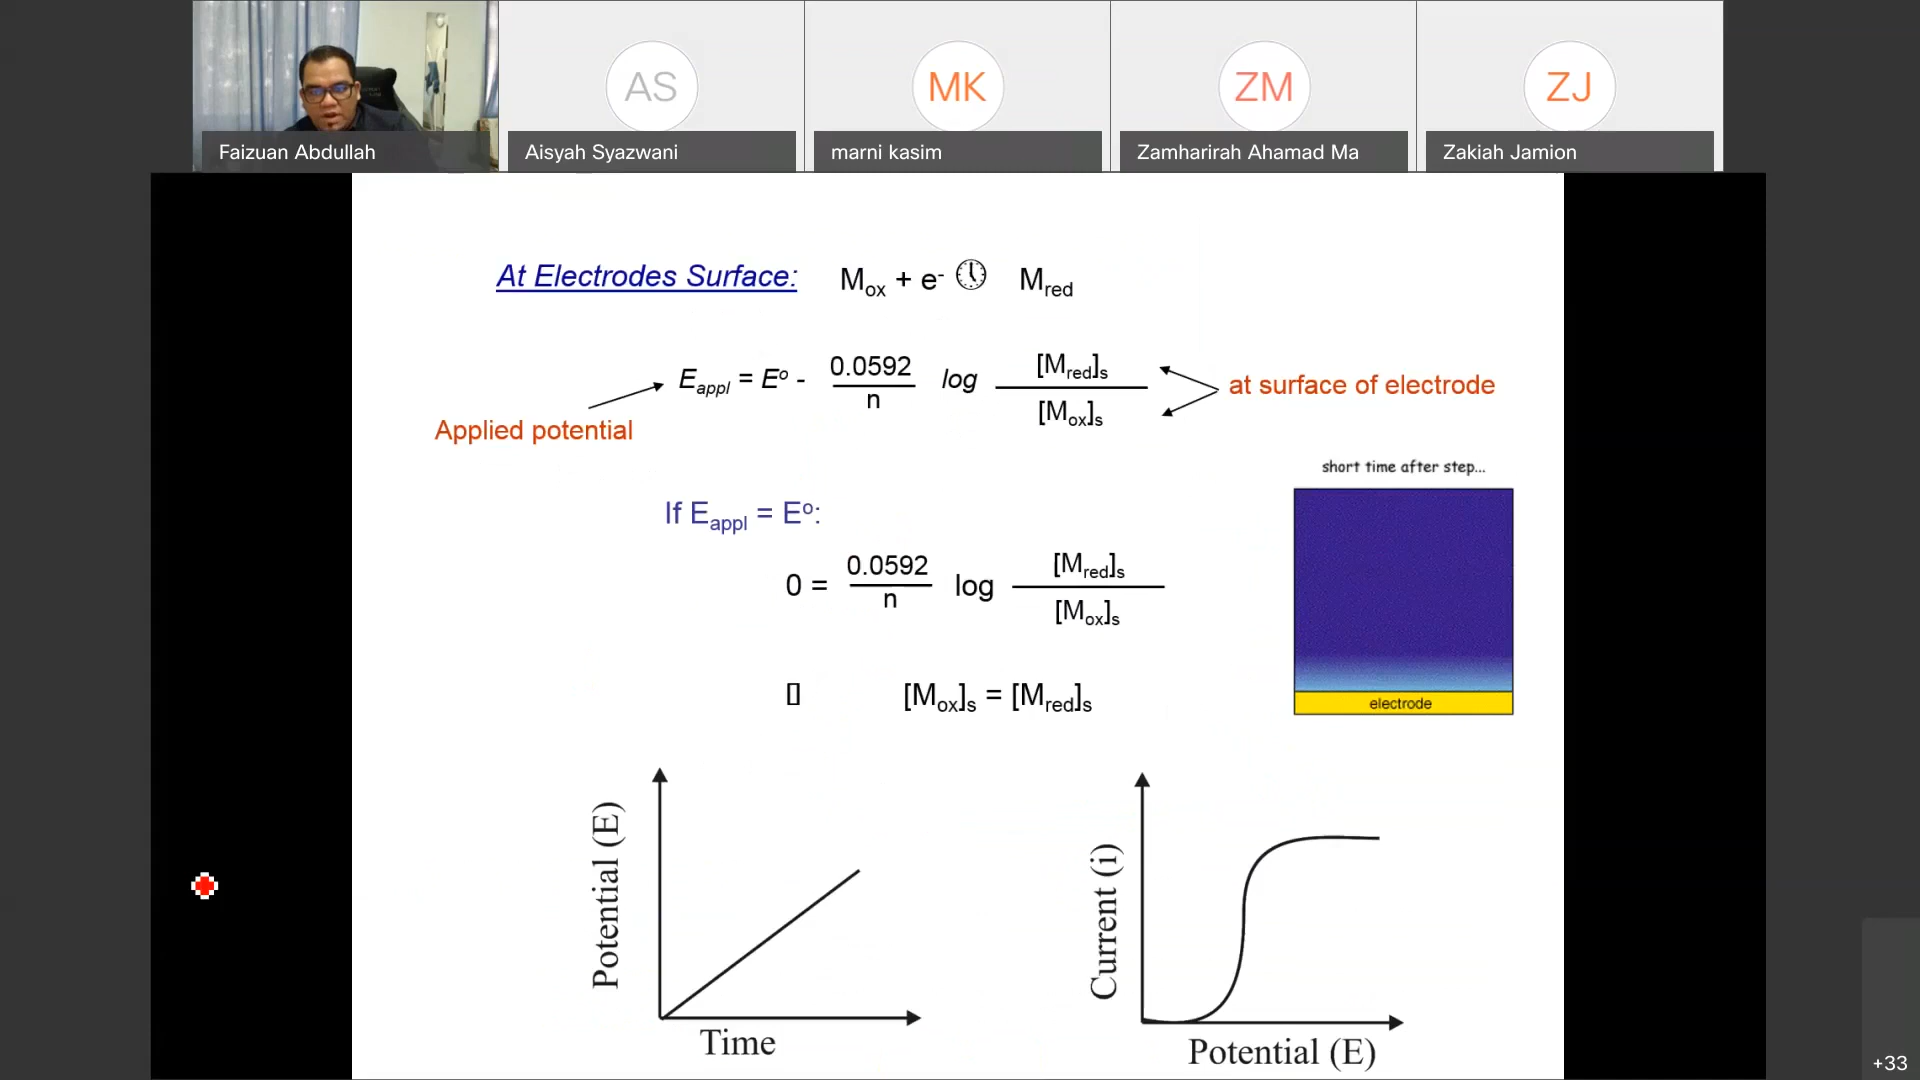 AS
MK
ZM
ZJ
Faizuan Abdullah
Aisyah Syazwani
marni kasim
Zamharirah Ahamad Ma
Zakiah Jamion
At Electrodes Surface: Mox + e- 🕔 Mred
Eappl = Eo - 0.0592/n log [Mred]s/[Mox]s
at surface of electrode
Applied potential
short time after step...
If Eappl = Eo:
0 = 0.0592/n log [Mred]s/[Mox]s
[Mox]s = [Mred]s
electrode
Potential (E)
Time
Current (i)
Potential (E)
+33